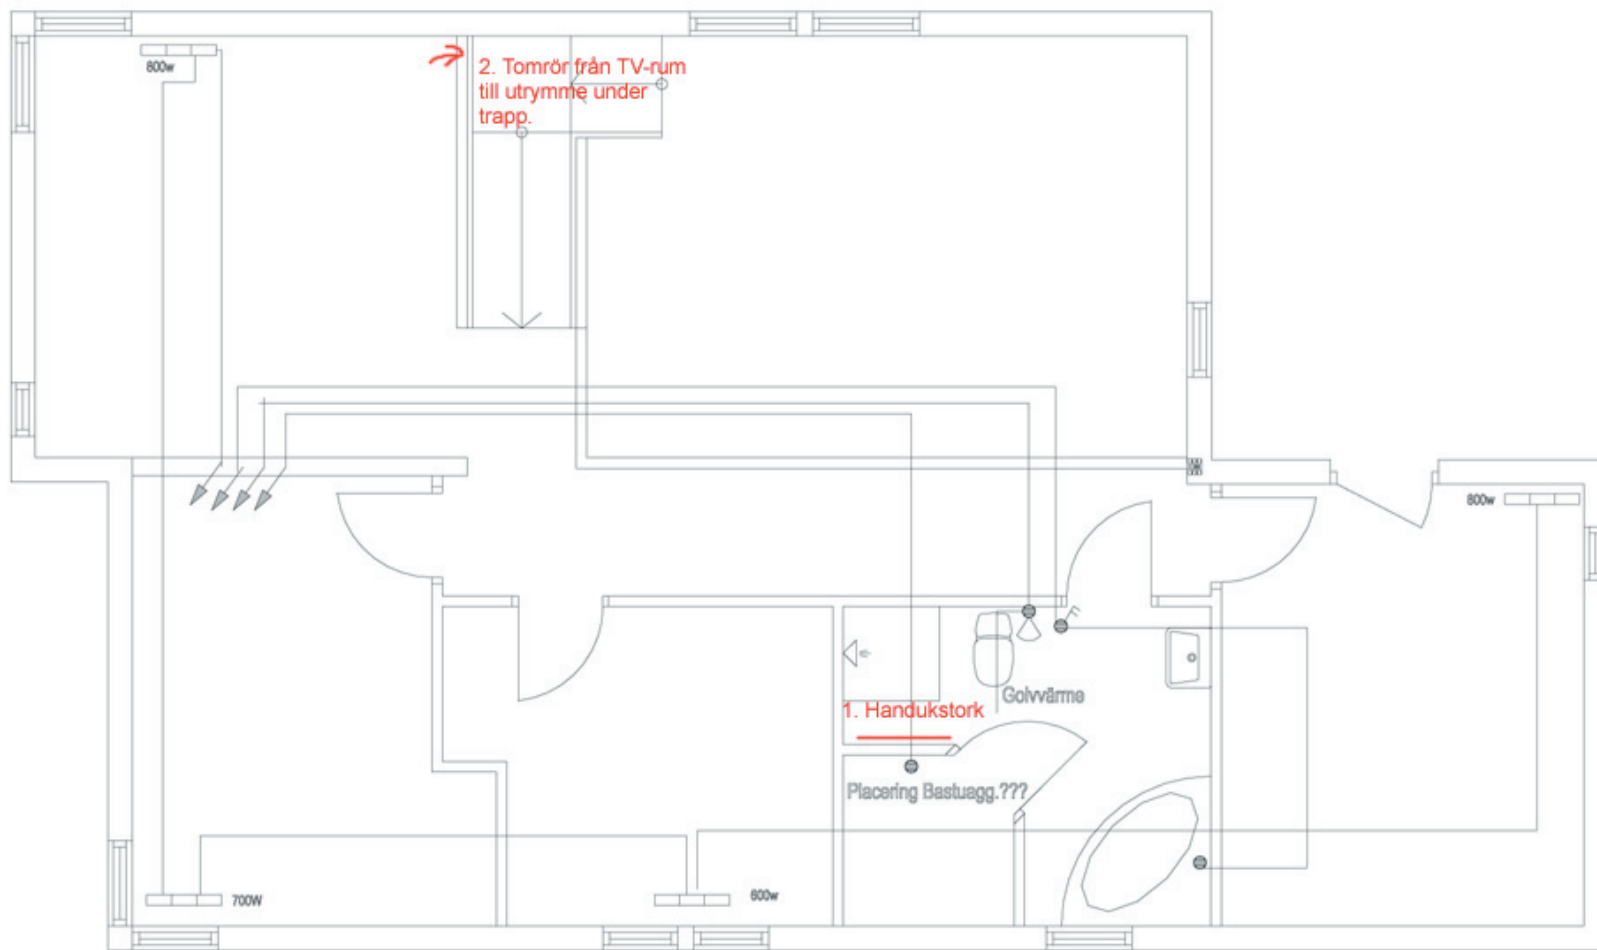 800w
2. Tomrör från TV-rum
till utrymme under
trapp.
800w
Golvvärme
1. Handukstork
Placering Bastuagg.???
700W
600w